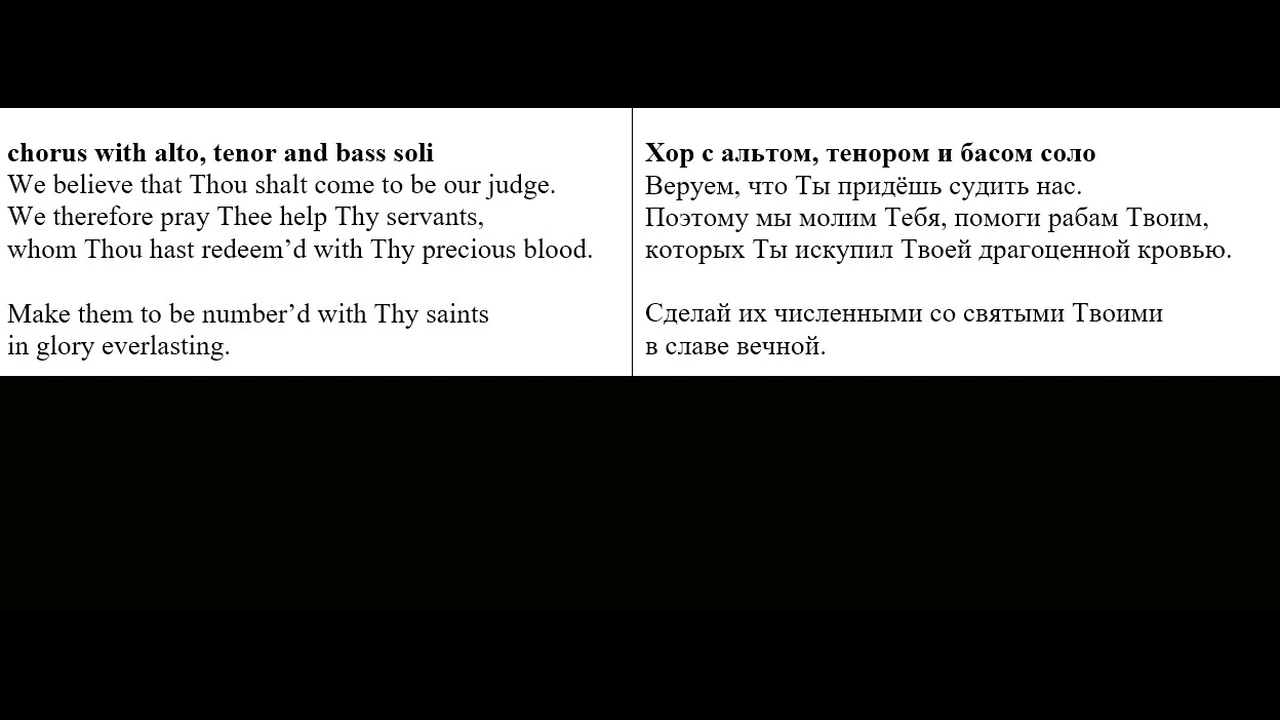 chorus with alto, tenor and bass soli
We believe that Thou shalt come to be our judge.
We therefore pray Thee help Thy servants,
whom Thou hast redeem’d with Thy precious blood.
Make them to be number’d with Thy saints
in glory everlasting.
Хор с альтом, тенором и басом соло
Веруем, что Ты придёшь судить нас.
Поэтому мы молим Тебя, помоги рабам Твоим,
которых Ты искупил Твоей драгоценной кровью.
Сделай их численными со святыми Твоими
в славе вечной.